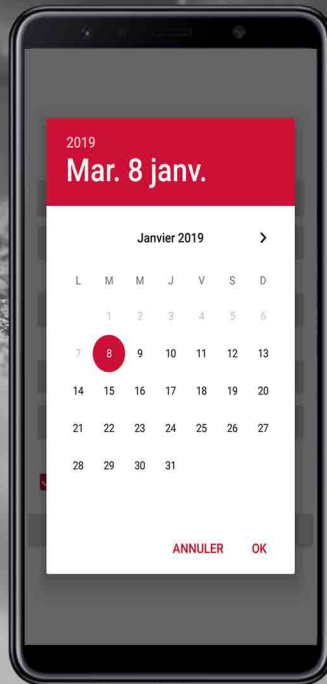 2019
Mar. 8 janv.
Janvier 2019
L M M J V S D
1 2 3 4 5 6
7 8 9 10 11 12 13
14 15 16 17 18 19 20
21 22 23 24 25 26 27
28 29 30 31
ANNULER OK